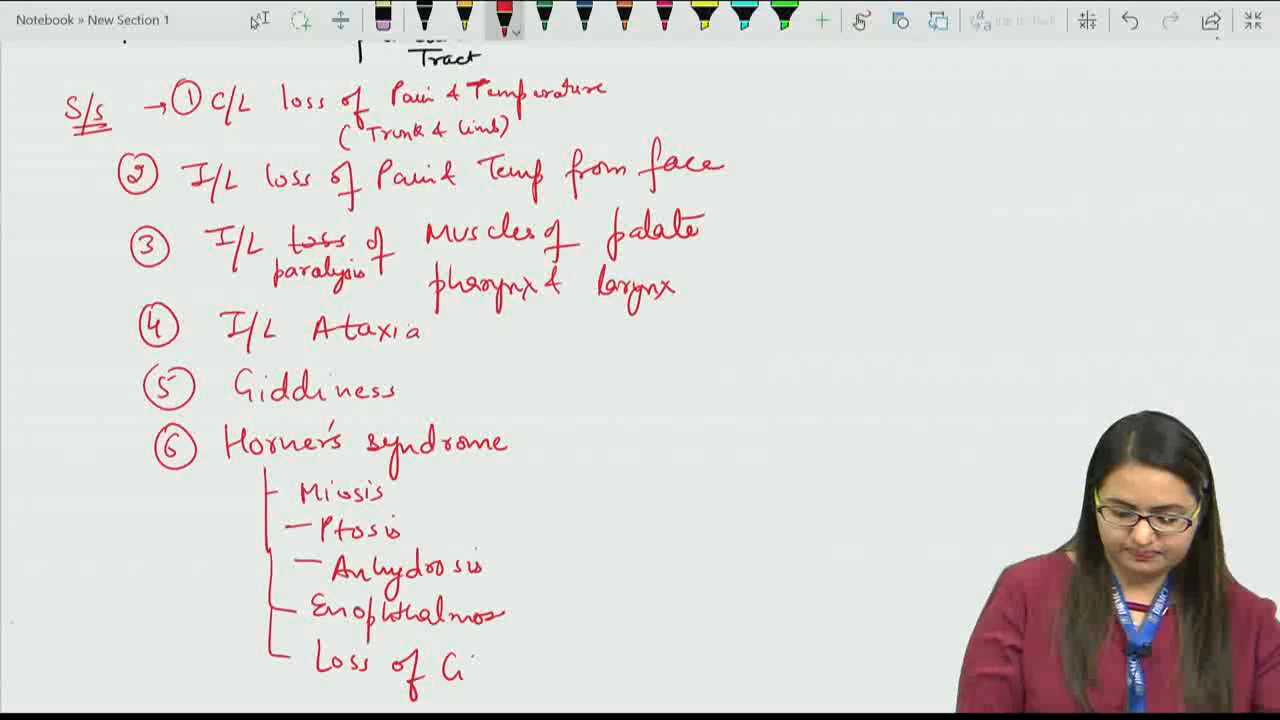 Notebook » New Section 1
Tract
S/s → ① C/L loss of Pain & Temperature
( Trunk & limb)
② I/L loss of Pain & Temp from face
③ I/L loss of Muscles of palate
paralysis pharynx & larynx
④ I/L Ataxia
⑤ Giddiness
⑥ Horner's syndrome
Miosis
Ptosis
Anhydrosis
Enophthalmos
Loss of Ci